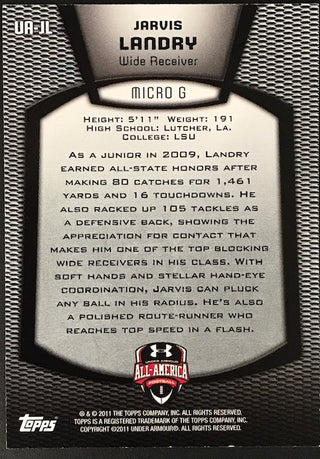 UA-JL
JARVIS
LANDRY
Wide Receiver
MICRO G
HEIGHT: 5'11" WEIGHT: 191
HIGH SCHOOL: LUTCHER, LA.
COLLEGE: LSU
AS A JUNIOR IN 2009, LANDRY
EARNED ALL-STATE HONORS AFTER
MAKING 80 CATCHES FOR 1,461
YARDS AND 16 TOUCHDOWNS. HE
ALSO RACKED UP 105 TACKLES AS
A DEFENSIVE BACK, SHOWING THE
APPRECIATION FOR CONTACT THAT
MAKES HIM ONE OF THE TOP BLOCKING
WIDE RECEIVERS IN HIS CLASS. WITH
SOFT HANDS AND STELLAR HAND-EYE
COORDINATION, JARVIS CAN PLUCK
ANY BALL IN HIS RADIUS. HE'S ALSO
A POLISHED ROUTE-RUNNER WHO
REACHES TOP SPEED IN A FLASH.
UNDER ARMOUR
ALL-AMERICA
FOOTBALL
® & © 2011 THE TOPPS COMPANY, INC. ALL RIGHTS RESERVED.
TOPPS IS A REGISTERED TRADEMARK OF THE TOPPS COMPANY, INC.
COPYRIGHT ©2011 UNDER ARMOUR®. ALL RIGHTS RESERVED.
TOPPS